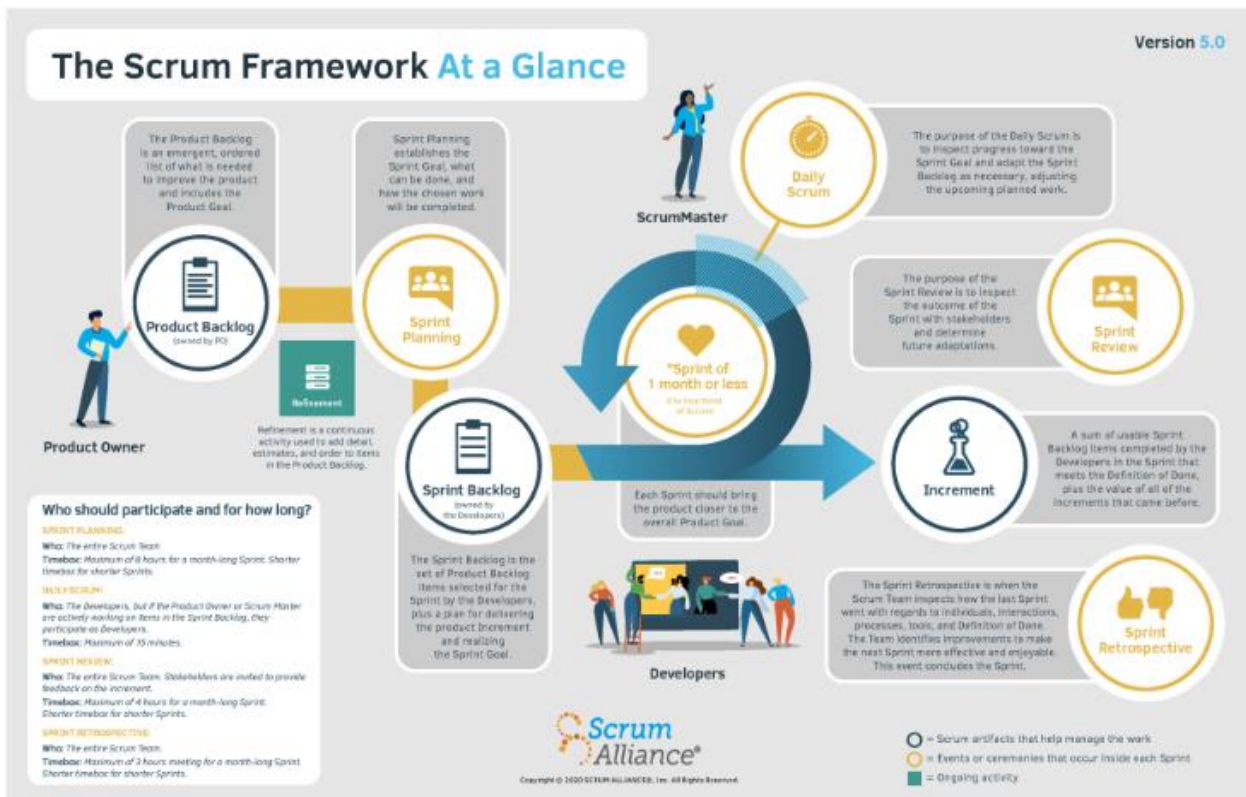 The Scrum Framework At a Glance
Version 5.0
The Product Backlog
is an emergent, ordered
list of what is needed
to improve the product
and includes the
Product Goal.
Product Backlog
(owned by PO)
Product Owner
Sprint Planning
establishes the
Sprint Goal, what
can be done, and
how the chosen work
will be completed.
Sprint
Planning
Refinement
Refinement is a continuous
activity used to add detail,
estimates, and order to items
in the Product Backlog.
Sprint Backlog
(owned by
the Developers)
The Sprint Backlog is the
set of Product Backlog
items selected for the
Sprint by the Developers,
plus a plan for delivering
the product Increment
and realizing
the Sprint Goal.
ScrumMaster
Daily
Scrum
The purpose of the Daily Scrum is
to inspect progress toward the
Sprint Goal and adapt the Sprint
Backlog as necessary, adjusting
the upcoming planned work.
*Sprint of
1 month or less
(the heartbeat
of Scrum)
Each Sprint should bring
the product closer to the
overall Product Goal.
Developers
The purpose of the
Sprint Review is to inspect
the outcome of the
Sprint with stakeholders
and determine
future adaptations.
Sprint
Review
Increment
A sum of usable Sprint
Backlog items completed by the
Developers in the Sprint that
meets the Definition of Done,
plus the value of all of the
increments that came before.
The Sprint Retrospective is when the
Scrum Team inspects how the last Sprint
went with regards to individuals, interactions,
processes, tools, and Definition of Done.
The Team identifies improvements to make
the next Sprint more effective and enjoyable.
This event concludes the Sprint.
Sprint
Retrospective
Who should participate and for how long?
SPRINT PLANNING:
Who: The entire Scrum Team
Timebox: Maximum of 8 hours for a month-long Sprint. Shorter
timebox for shorter Sprints.
DAILY SCRUM:
Who: The Developers, but if the Product Owner or Scrum Master
are actively working on items in the Sprint Backlog, they
participate as Developers.
Timebox: Maximum of 15 minutes.
SPRINT REVIEW:
Who: The entire Scrum Team. Stakeholders are invited to provide
feedback on the increment.
Timebox: Maximum of 4 hours for a month-long Sprint.
Shorter timebox for shorter Sprints.
SPRINT RETROSPECTIVE:
Who: The entire Scrum Team.
Timebox: Maximum of 3 hours meeting for a month-long Sprint.
Shorter timebox for shorter Sprints.
Scrum
Alliance®
Copyright © 2020 SCRUM ALLIANCE®, Inc. All Rights Reserved.
= Scrum artifacts that help manage the work
= Events or ceremonies that occur inside each Sprint
= Ongoing activity